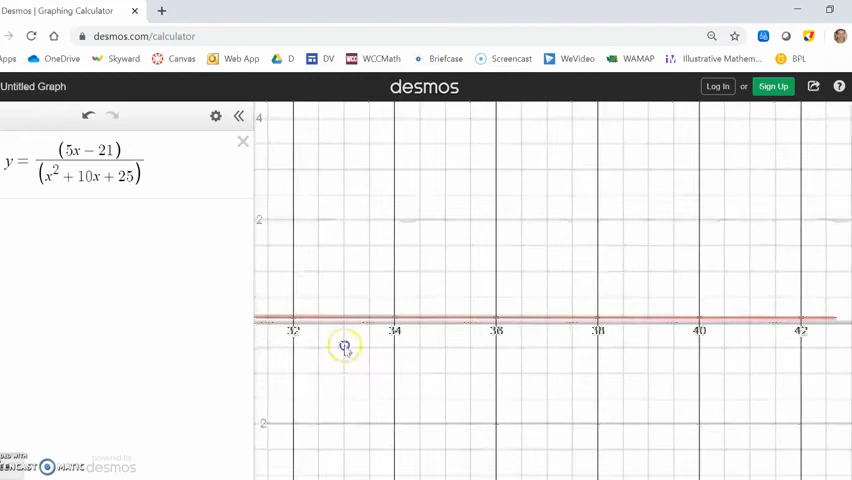 Desmos | Graphing Calculator
desmos.com/calculator
Apps OneDrive Skyward Canvas Web App D DV WCCMath Briefcase Screencast WeVideo WAMAP Illustrative Mathem... BPL
Untitled Graph desmos Log In or Sign Up
y = (5x − 21) / (x² + 10x + 25)
4
2
32 34 36 38 40 42
2
powered by
desmos
MATIC